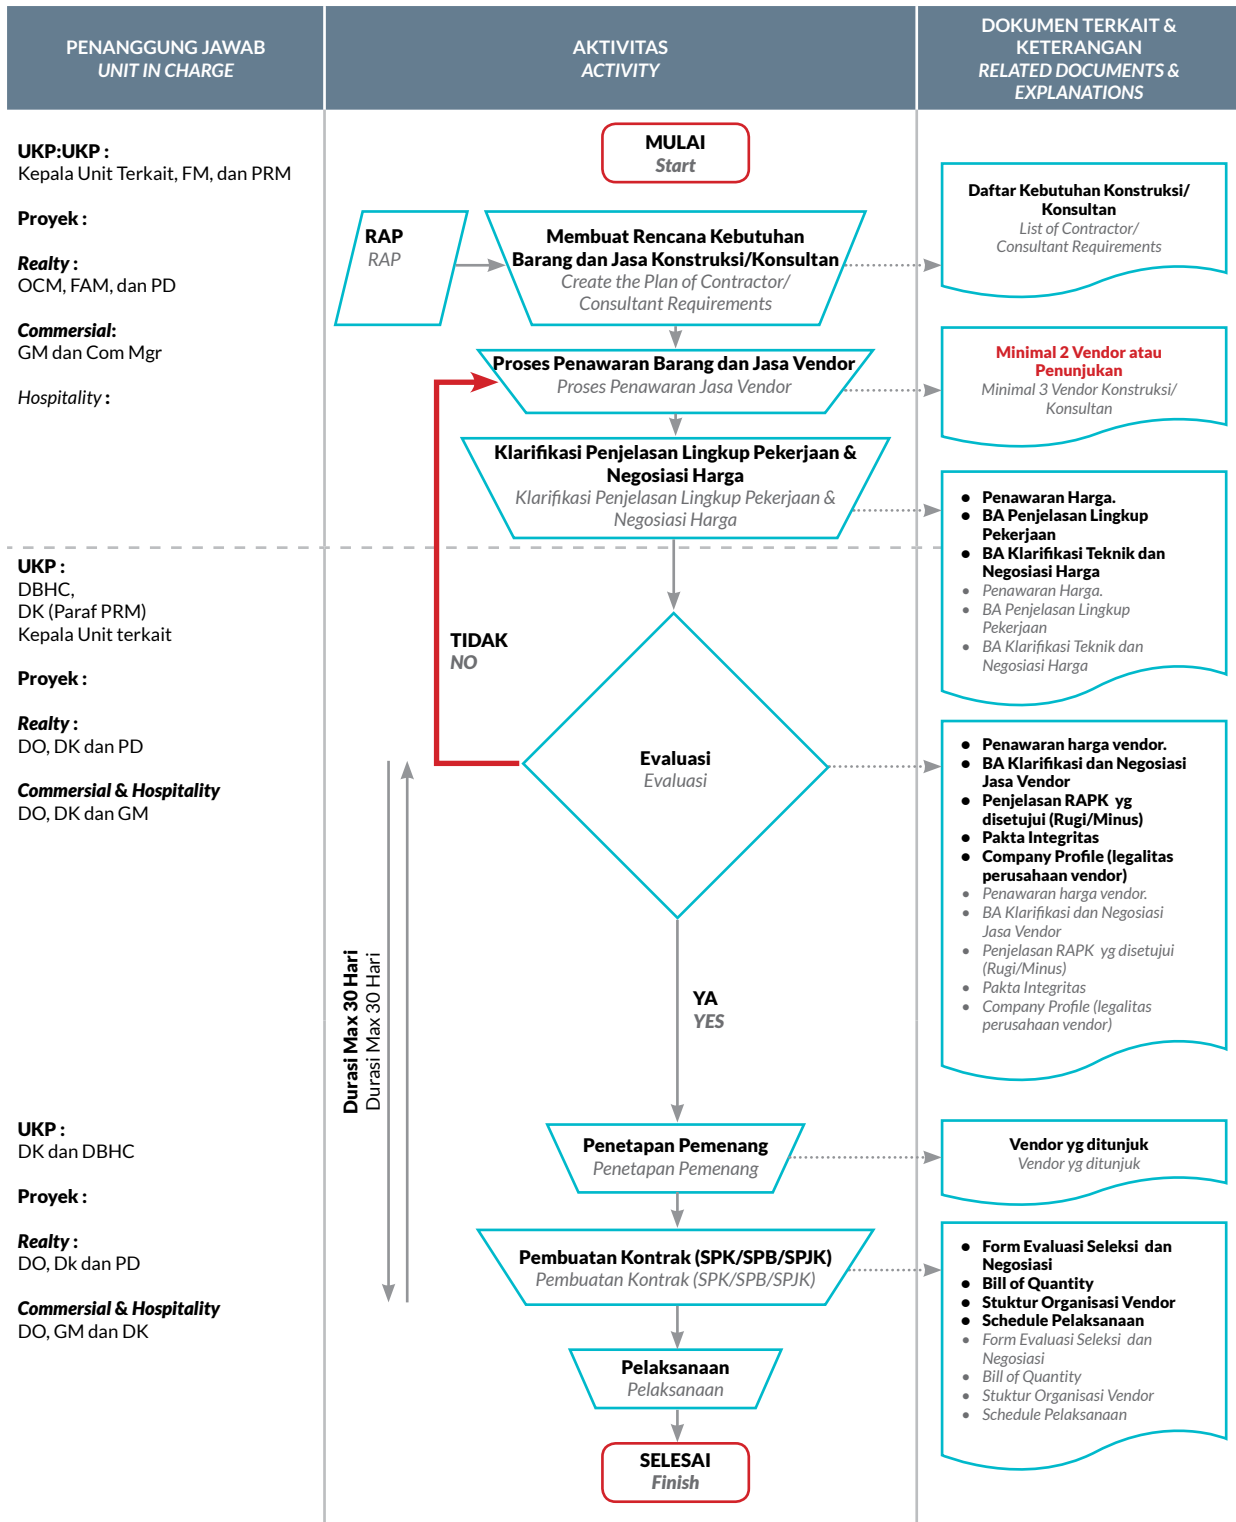 PENANGGUNG JAWAB
UNIT IN CHARGE
AKTIVITAS
ACTIVITY
DOKUMEN TERKAIT &
KETERANGAN
RELATED DOCUMENTS &
EXPLANATIONS
UKP:UKP :
Kepala Unit Terkait, FM, dan PRM
Proyek :
Realty :
OCM, FAM, dan PD
Commersial:
GM dan Com Mgr
Hospitality :
UKP :
DBHC,
DK (Paraf PRM)
Kepala Unit terkait
Proyek :
Realty :
DO, DK dan PD
Commersial & Hospitality
DO, DK dan GM
UKP :
DK dan DBHC
Proyek :
Realty :
DO, Dk dan PD
Commersial & Hospitality
DO, GM dan DK
MULAI
Start
RAP
RAP
Membuat Rencana Kebutuhan
Barang dan Jasa Konstruksi/Konsultan
Create the Plan of Contractor/
Consultant Requirements
Proses Penawaran Barang dan Jasa Vendor
Proses Penawaran Jasa Vendor
Klarifikasi Penjelasan Lingkup Pekerjaan &
Negosiasi Harga
Klarifikasi Penjelasan Lingkup Pekerjaan &
Negosiasi Harga
TIDAK
NO
Evaluasi
Evaluasi
Durasi Max 30 Hari
Durasi Max 30 Hari
YA
YES
Penetapan Pemenang
Penetapan Pemenang
Pembuatan Kontrak (SPK/SPB/SPJK)
Pembuatan Kontrak (SPK/SPB/SPJK)
Pelaksanaan
Pelaksanaan
SELESAI
Finish
Daftar Kebutuhan Konstruksi/
Konsultan
List of Contractor/
Consultant Requirements
Minimal 2 Vendor atau
Penunjukan
Minimal 3 Vendor Konstruksi/
Konsultan
● Penawaran Harga.
● BA Penjelasan Lingkup
Pekerjaan
● BA Klarifikasi Teknik dan
Negosiasi Harga
● Penawaran Harga.
● BA Penjelasan Lingkup
Pekerjaan
● BA Klarifikasi Teknik dan
Negosiasi Harga
● Penawaran harga vendor.
● BA Klarifikasi dan Negosiasi
Jasa Vendor
● Penjelasan RAPK yg
disetujui (Rugi/Minus)
● Pakta Integritas
● Company Profile (legalitas
perusahaan vendor)
● Penawaran harga vendor.
● BA Klarifikasi dan Negosiasi
Jasa Vendor
● Penjelasan RAPK yg disetujui
(Rugi/Minus)
● Pakta Integritas
● Company Profile (legalitas
perusahaan vendor)
Vendor yg ditunjuk
Vendor yg ditunjuk
● Form Evaluasi Seleksi dan
Negosiasi
● Bill of Quantity
● Stuktur Organisasi Vendor
● Schedule Pelaksanaan
● Form Evaluasi Seleksi dan
Negosiasi
● Bill of Quantity
● Stuktur Organisasi Vendor
● Schedule Pelaksanaan